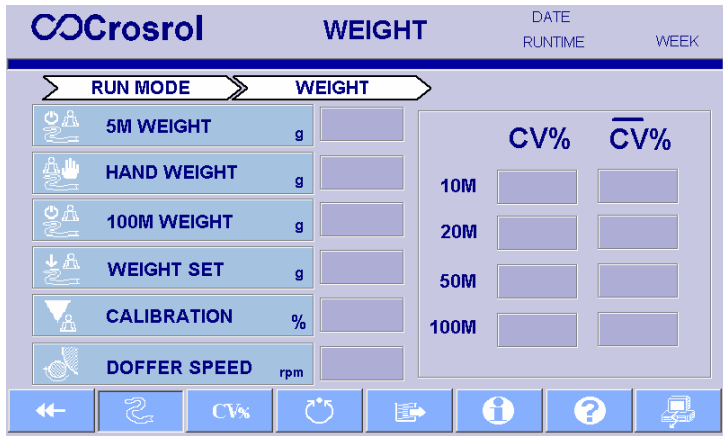 Crosrol
WEIGHT
DATE
RUNTIME
WEEK
RUN MODE
WEIGHT
5M WEIGHT g
HAND WEIGHT g
100M WEIGHT g
WEIGHT SET g
CALIBRATION %
DOFFER SPEED rpm
CV% C̅V̅%
10M
20M
50M
100M
CV%
i
?